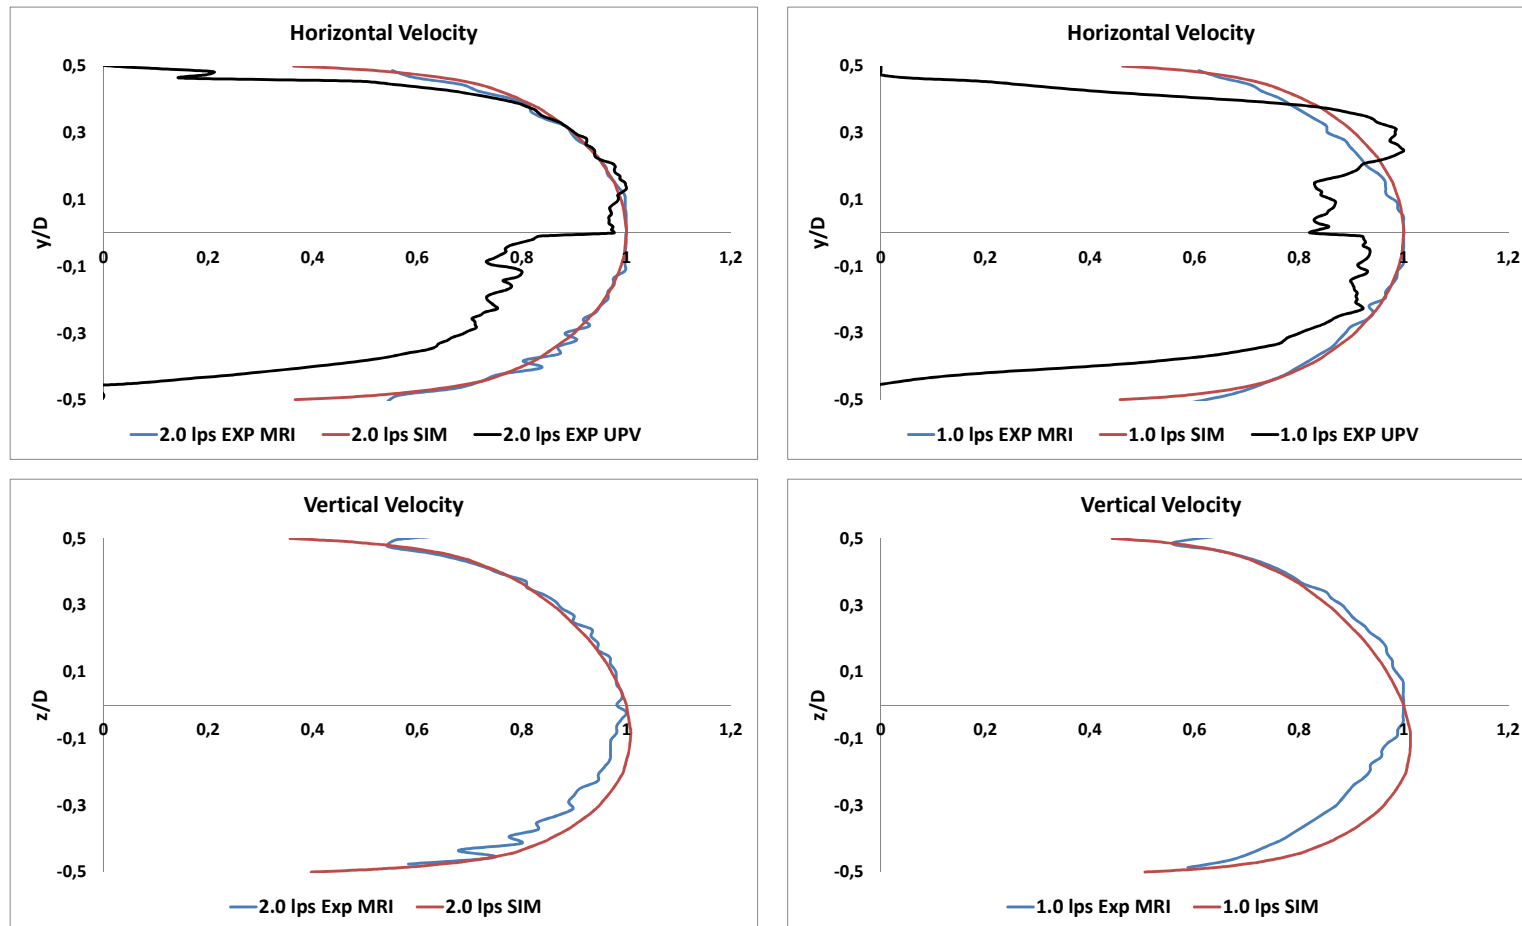 Horizontal Velocity
0,5
0,3
0,1
-0,1
-0,3
-0,5
y/D
0 0,2 0,4 0,6 0,8 1 1,2
2.0 lps EXP MRI 2.0 lps SIM 2.0 lps EXP UPV
Horizontal Velocity
0,5
0,3
0,1
-0,1
-0,3
-0,5
y/D
0 0,2 0,4 0,6 0,8 1 1,2
1.0 lps EXP MRI 1.0 lps SIM 1.0 lps EXP UPV
Vertical Velocity
0,5
0,3
0,1
-0,1
-0,3
-0,5
z/D
0 0,2 0,4 0,6 0,8 1 1,2
2.0 lps Exp MRI 2.0 lps SIM
Vertical Velocity
0,5
0,3
0,1
-0,1
-0,3
-0,5
z/D
0 0,2 0,4 0,6 0,8 1 1,2
1.0 lps Exp MRI 1.0 lps SIM